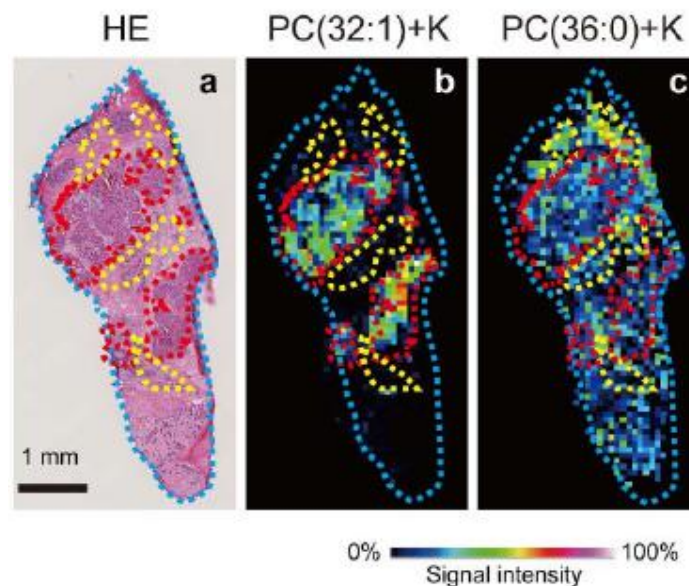 HE PC(32:1)+K PC(36:0)+K
a b c
1 mm
0% 100%
Signal intensity